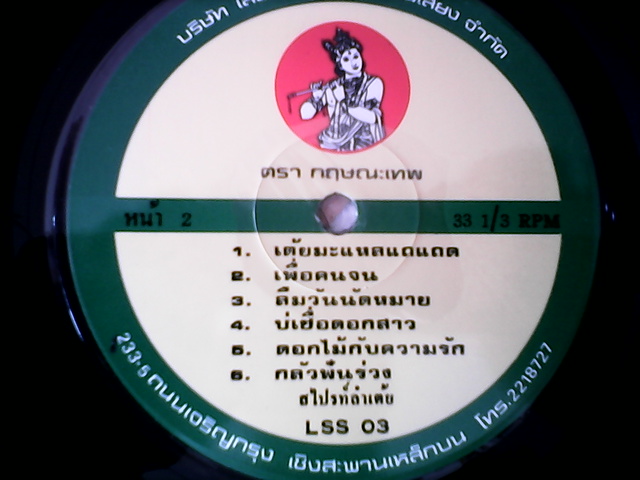 บริษัท เสียง จำกัด
ตรา กฤษณะเทพ
หน้า 2
33 1/3 RPM
1. เต้ยมะแหสแดแดด
2. เพื่อคนจน
3. ลืมวันนัดหมาย
4. บ่เชื่อดอกสาว
5. ดอกไม้กับความรัก
6. กลัวฟันร่วง
สไปรท์ลำเต้ย
LSS 03
233-5 ถนนเจริญกรุง เชิงสะพานเหล็กบน โทร.2218727